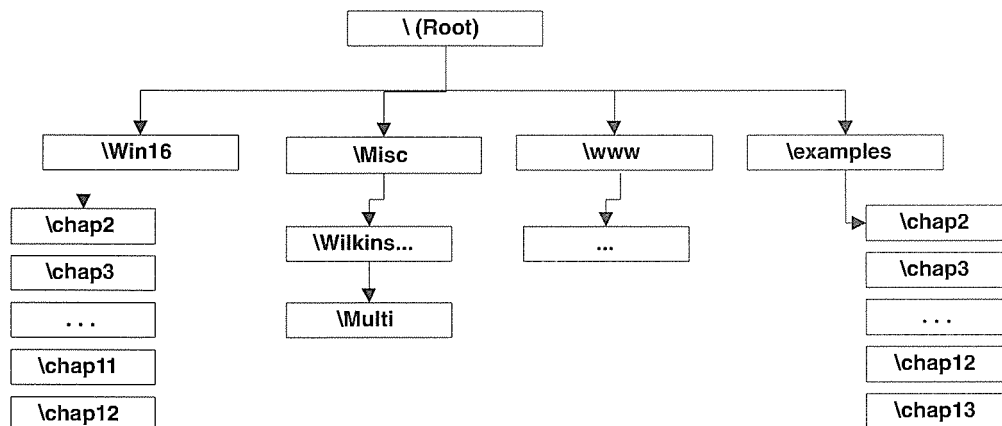 \ (Root)
\Win16
\Misc
\www
\examples
\chap2
\chap3
. . .
\chap11
\chap12
\Wilkins...
\Multi
...
\chap2
\chap3
. . .
\chap12
\chap13